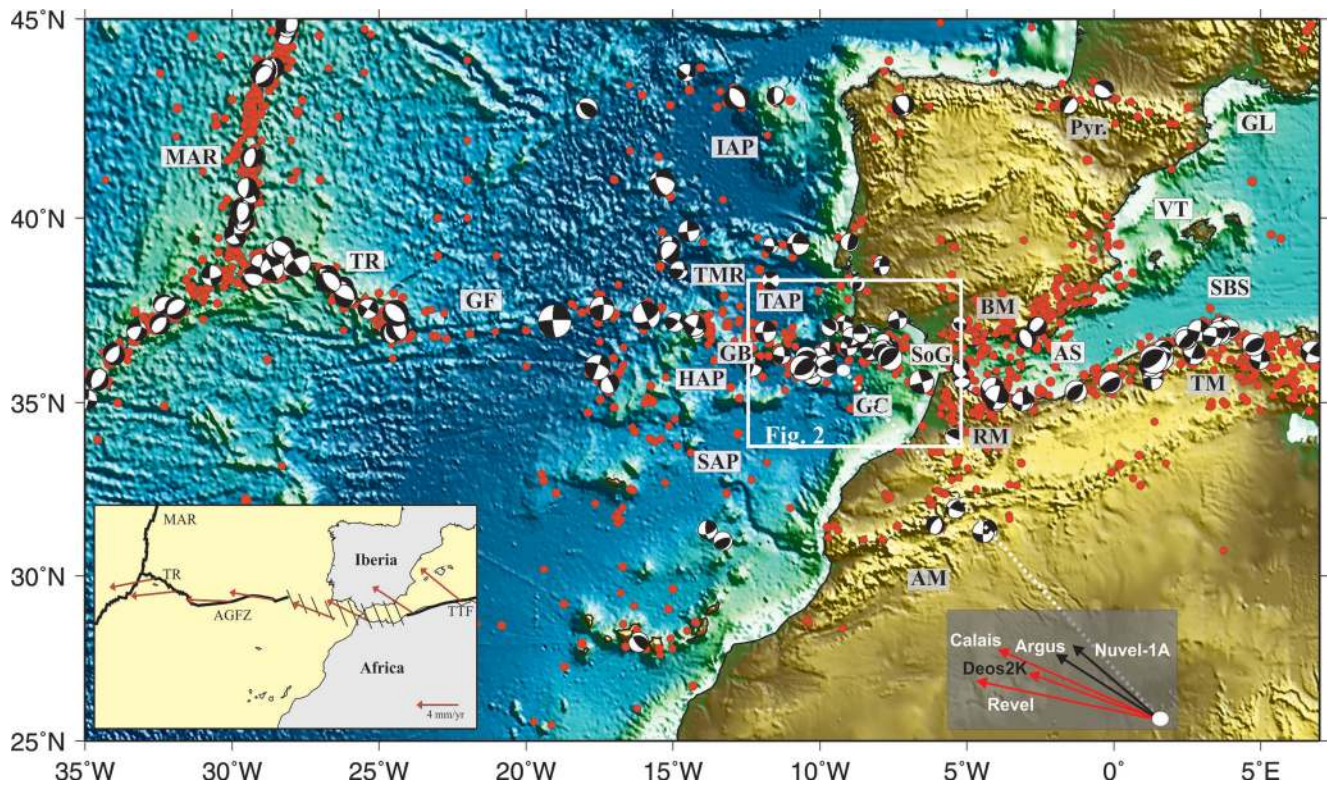 45˚N
40˚N
35˚N
30˚N
25˚N
35˚W
30˚W
25˚W
20˚W
15˚W
10˚W
5˚W
0˚
5˚E
MAR
IAP
Pyr.
GL
VT
TR
TMR
GF
TAP
BM
SBS
GB
SoG
AS
HAP
GC
TM
Fig. 2
RM
SAP
AM
MAR
Iberia
TR
AGFZ
TTF
Africa
4 mm/yr
Calais
Argus
Nuvel-1A
Deos2K
Revel